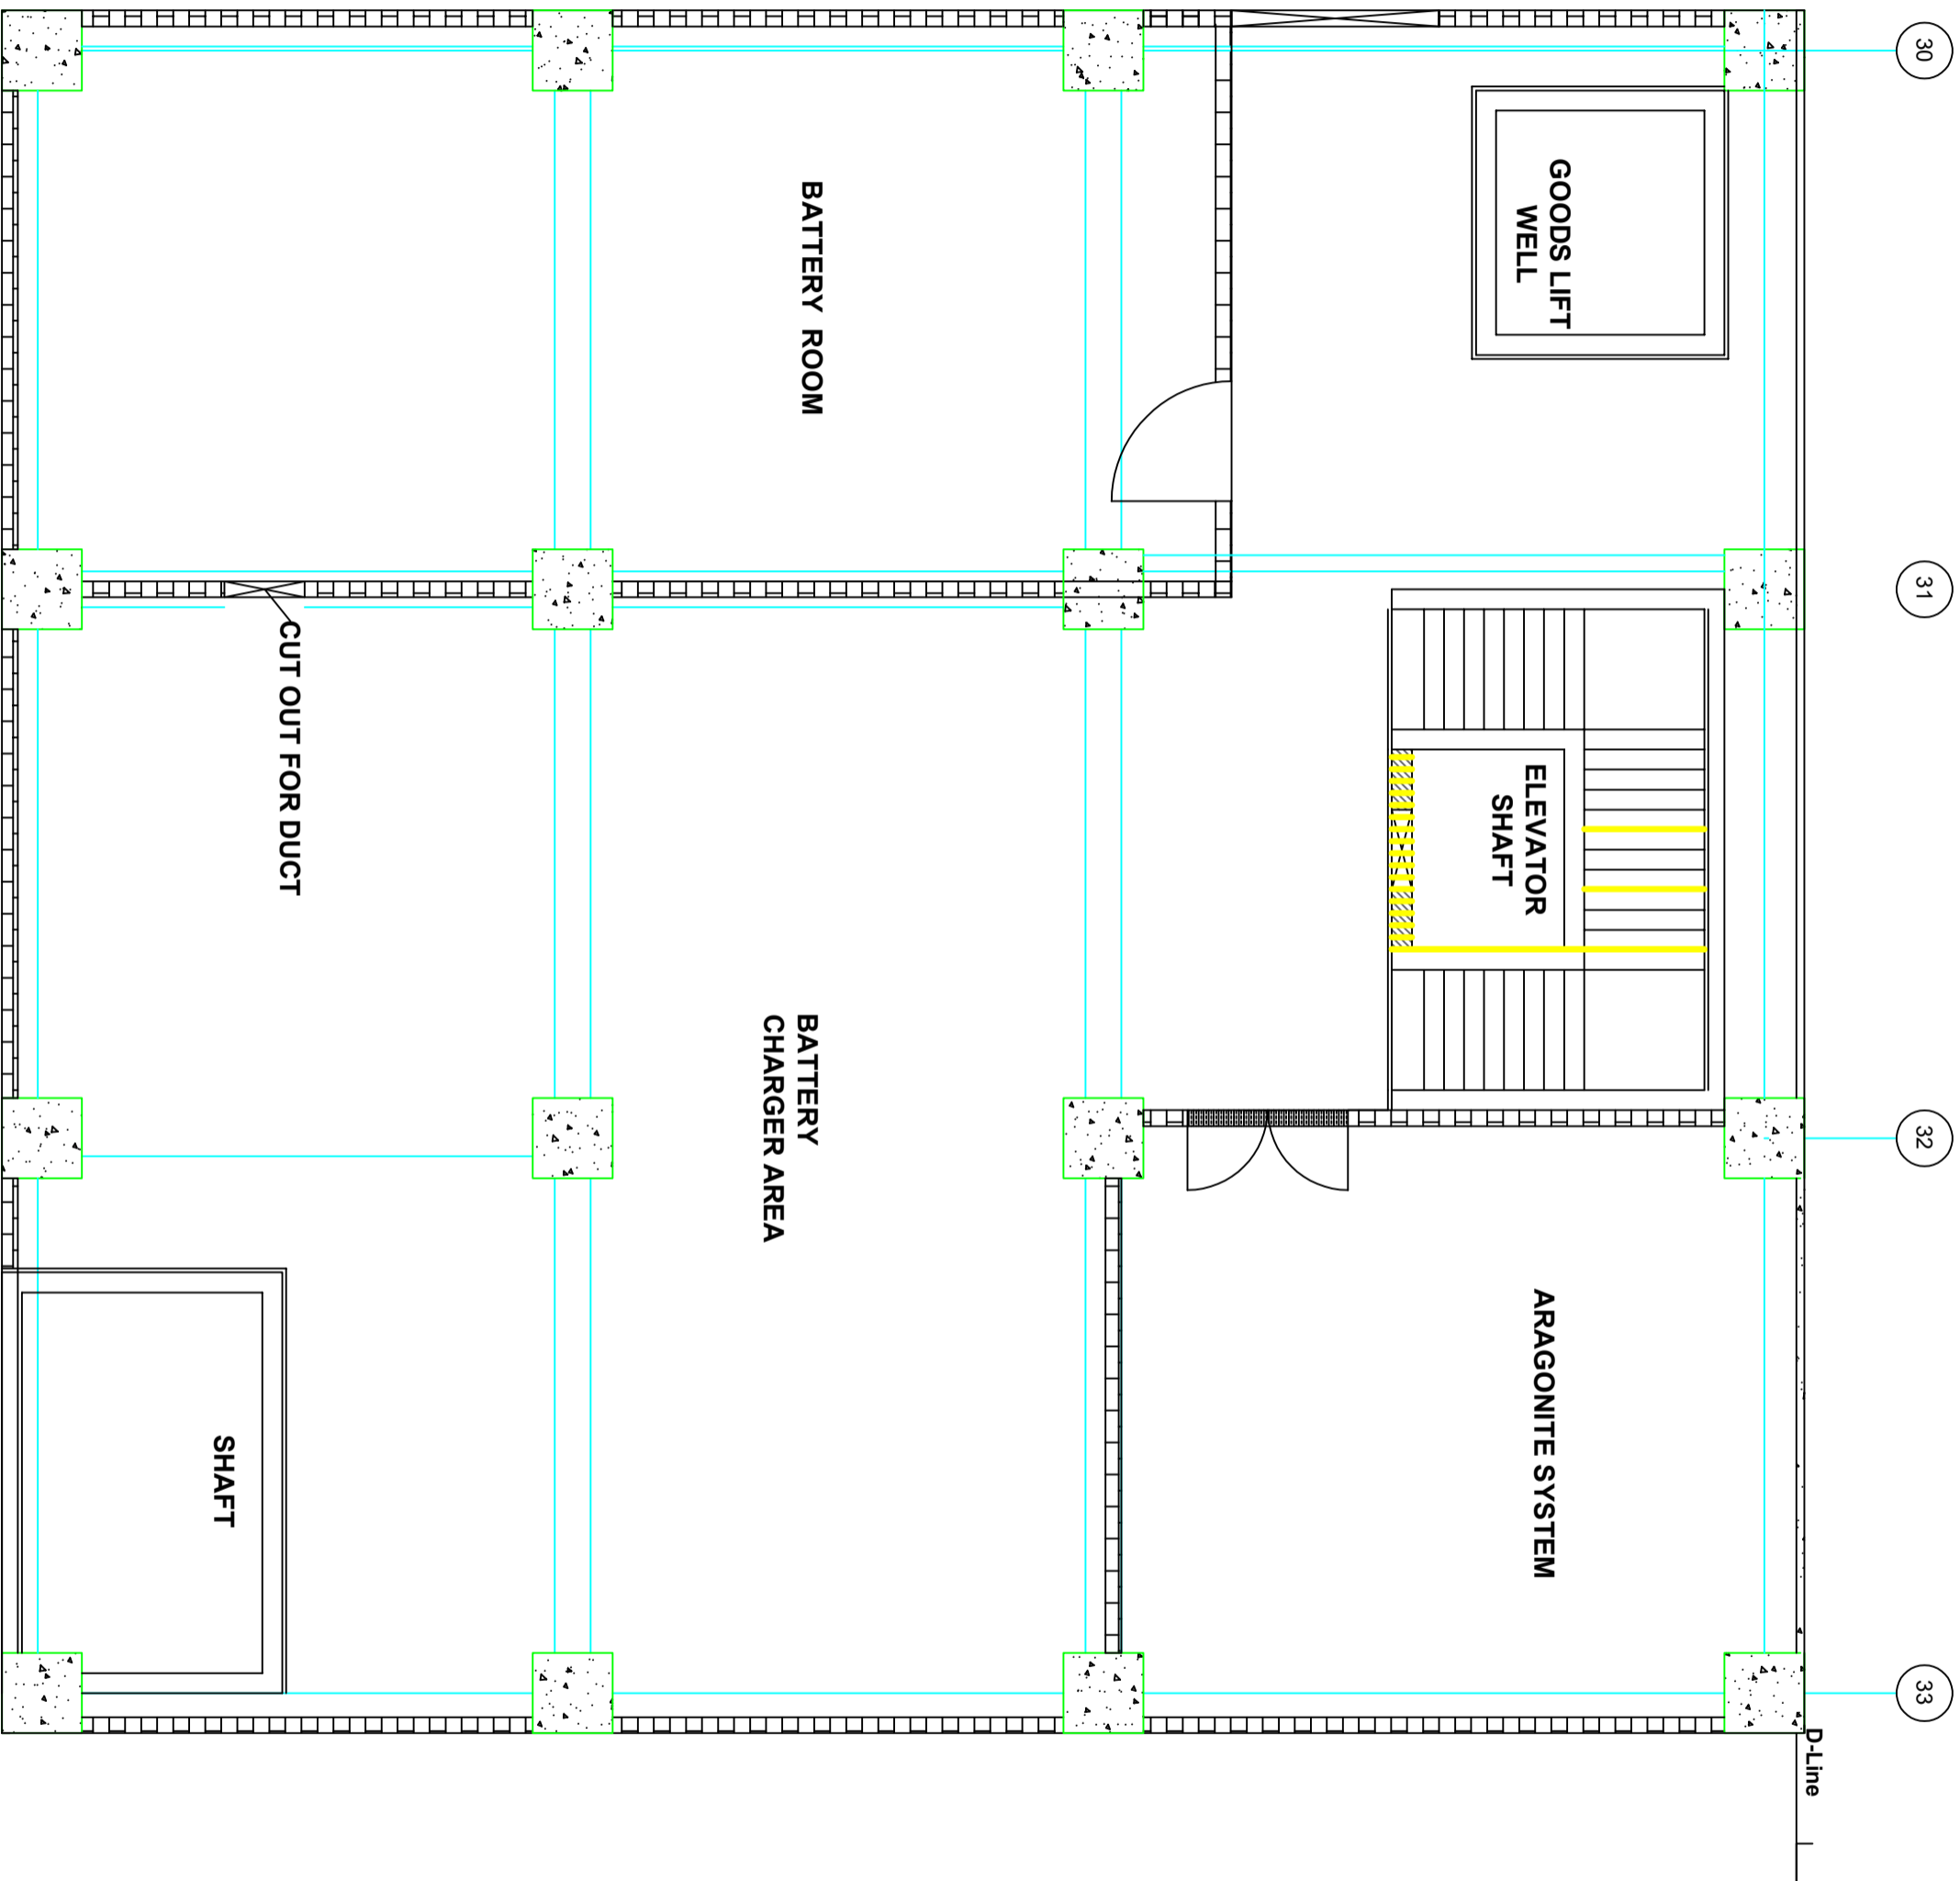 30
31
32
33
D-Line
GOODS LIFT
WELL
ELEVATOR
SHAFT
ARAGONITE SYSTEM
BATTERY ROOM
BATTERY
CHARGER AREA
CUT OUT FOR DUCT
SHAFT